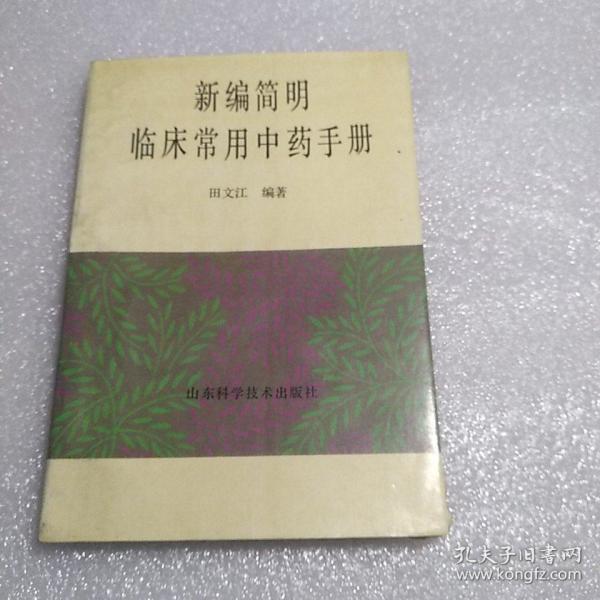 新编简明
临床常用中药手册
田文江 编著
山东科学技术出版社
孔夫子旧书网
www.kongfz.com